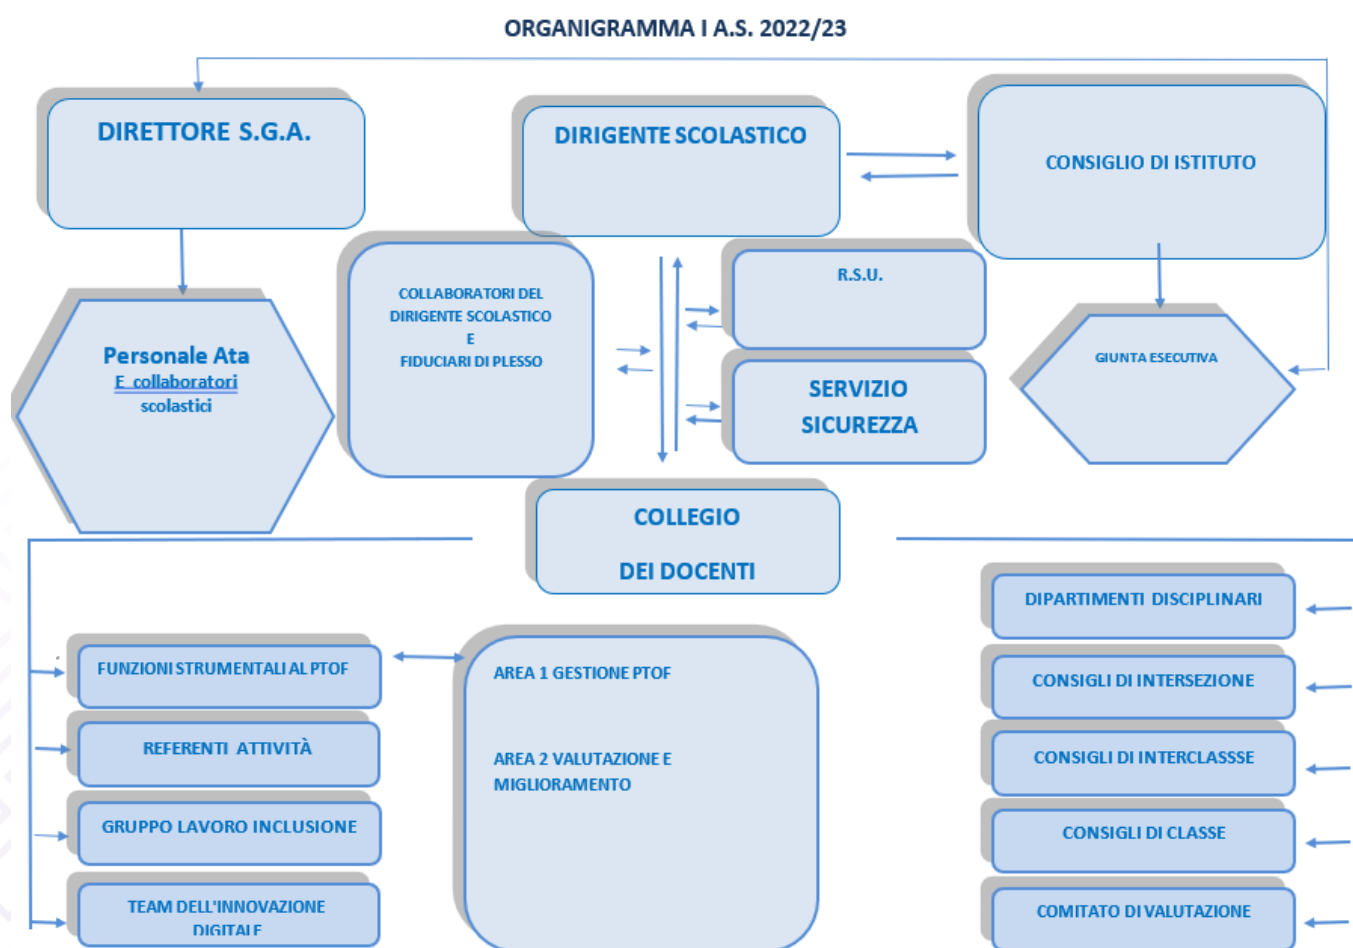 ORGANIGRAMMA I A.S. 2022/23
DIRETTORE S.G.A.
DIRIGENTE SCOLASTICO
CONSIGLIO DI ISTITUTO
COLLABORATORI DEL
DIRIGENTE SCOLASTICO
E
FIDUCIARI DI PLESSO
R.S.U.
Personale Ata
E collaboratori
scolastici
GIUNTA ESECUTIVA
SERVIZIO
SICUREZZA
COLLEGIO
DEI DOCENTI
FUNZIONI STRUMENTALI AL PTOF
REFERENTI ATTIVITÀ
GRUPPO LAVORO INCLUSIONE
TEAM DELL'INNOVAZIONE
DIGITALE
AREA 1 GESTIONE PTOF
AREA 2 VALUTAZIONE E
MIGLIORAMENTO
DIPARTIMENTI DISCIPLINARI
CONSIGLI DI INTERSEZIONE
CONSIGLI DI INTERCLASSSE
CONSIGLI DI CLASSE
COMITATO DI VALUTAZIONE